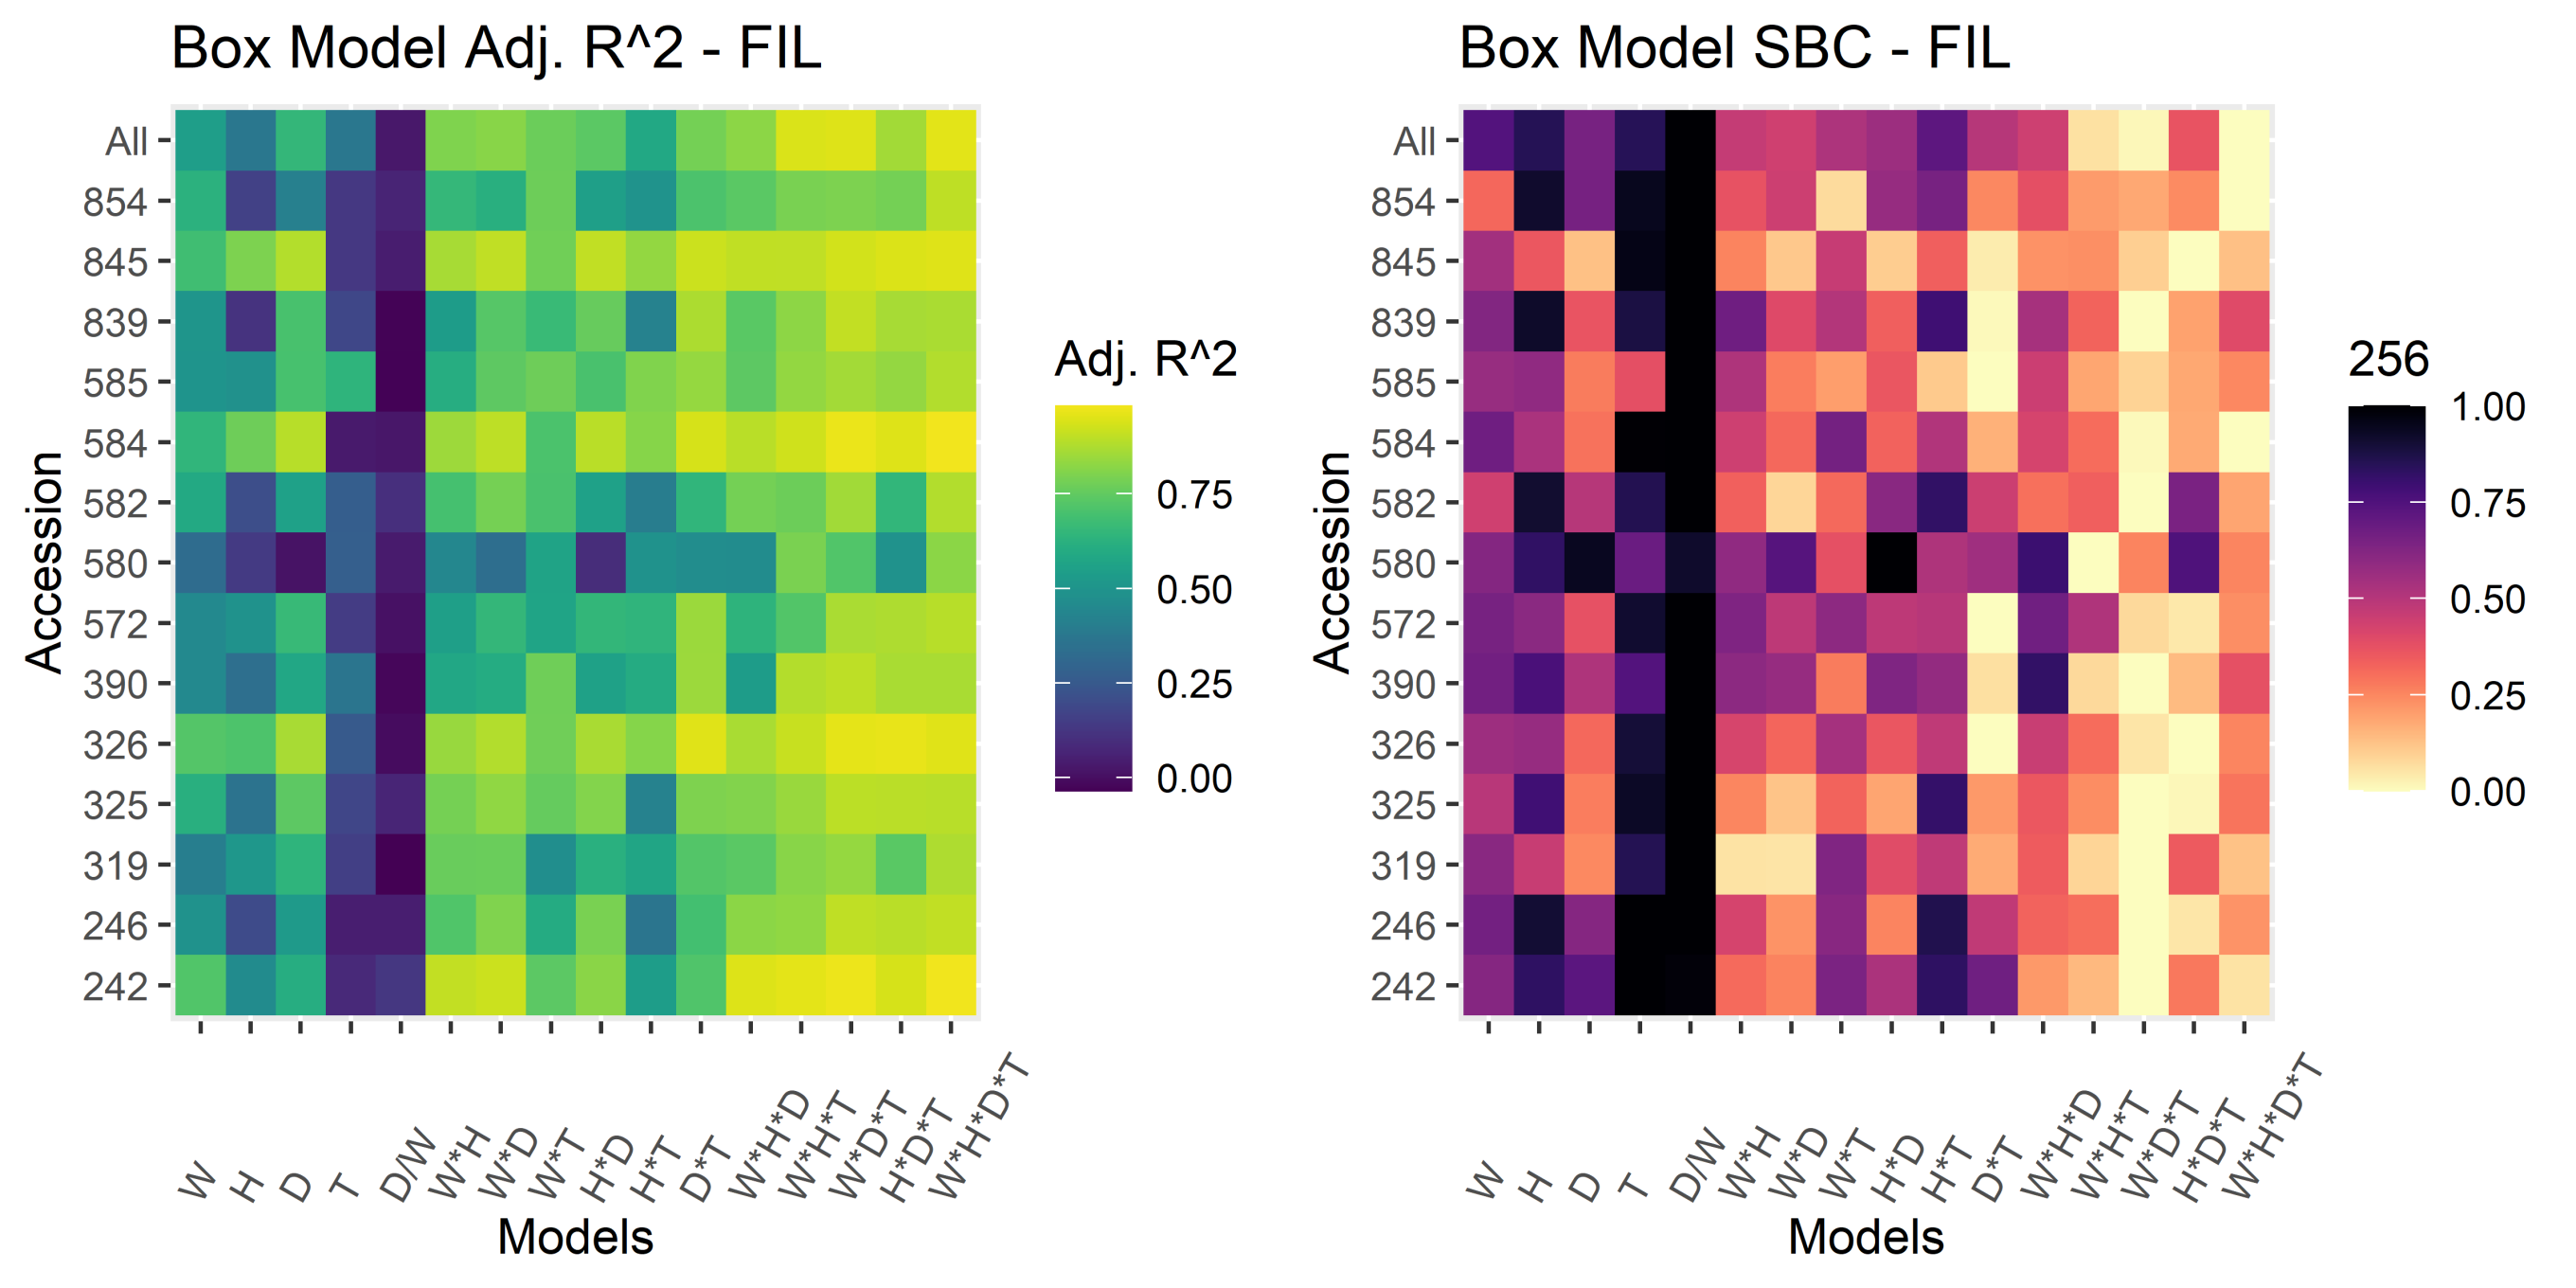 Box Model Adj. R^2 - FIL
Accession
All
854
845
839
585
584
582
580
572
390
326
325
319
246
242
W
H
D
T
D/W
W*H
W*D
W*T
H*D
H*T
D*T
W*H*D
W*H*T
W*D*T
H*D*T
W*H*D*T
Models
Adj. R^2
0.75
0.50
0.25
0.00
Box Model SBC - FIL
Accession
All
854
845
839
585
584
582
580
572
390
326
325
319
246
242
W
H
D
T
D/W
W*H
W*D
W*T
H*D
H*T
D*T
W*H*D
W*H*T
W*D*T
H*D*T
W*H*D*T
Models
256
1.00
0.75
0.50
0.25
0.00